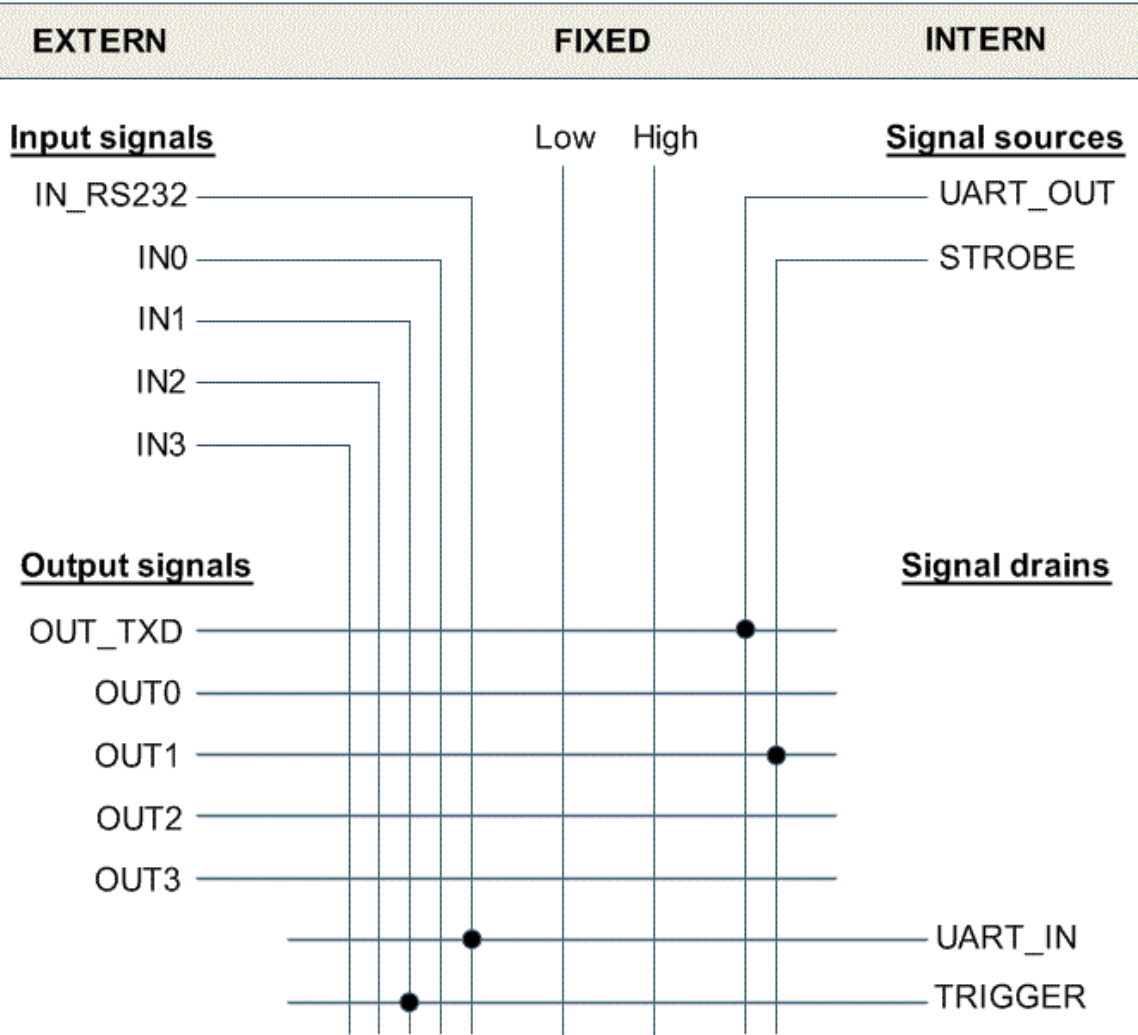 EXTERN FIXED INTERN
Input signals Low High Signal sources
IN_RS232 UART_OUT
IN0 STROBE
IN1
IN2
IN3
Output signals Signal drains
OUT_TXD
OUT0
OUT1
OUT2
OUT3
UART_IN
TRIGGER